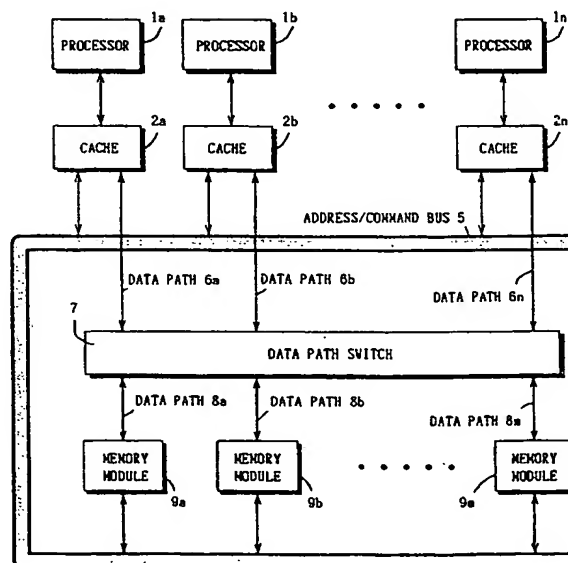 1a 1b 1n
PROCESSOR PROCESSOR PROCESSOR
2a 2b 2n
CACHE CACHE CACHE
ADDRESS/COMMAND BUS 5
DATA PATH 6a DATA PATH 6b DATA PATH 6n
7
DATA PATH SWITCH
DATA PATH 8a DATA PATH 8b DATA PATH 8m
MEMORY MEMORY MEMORY
MODULE MODULE MODULE
9a 9b 9m